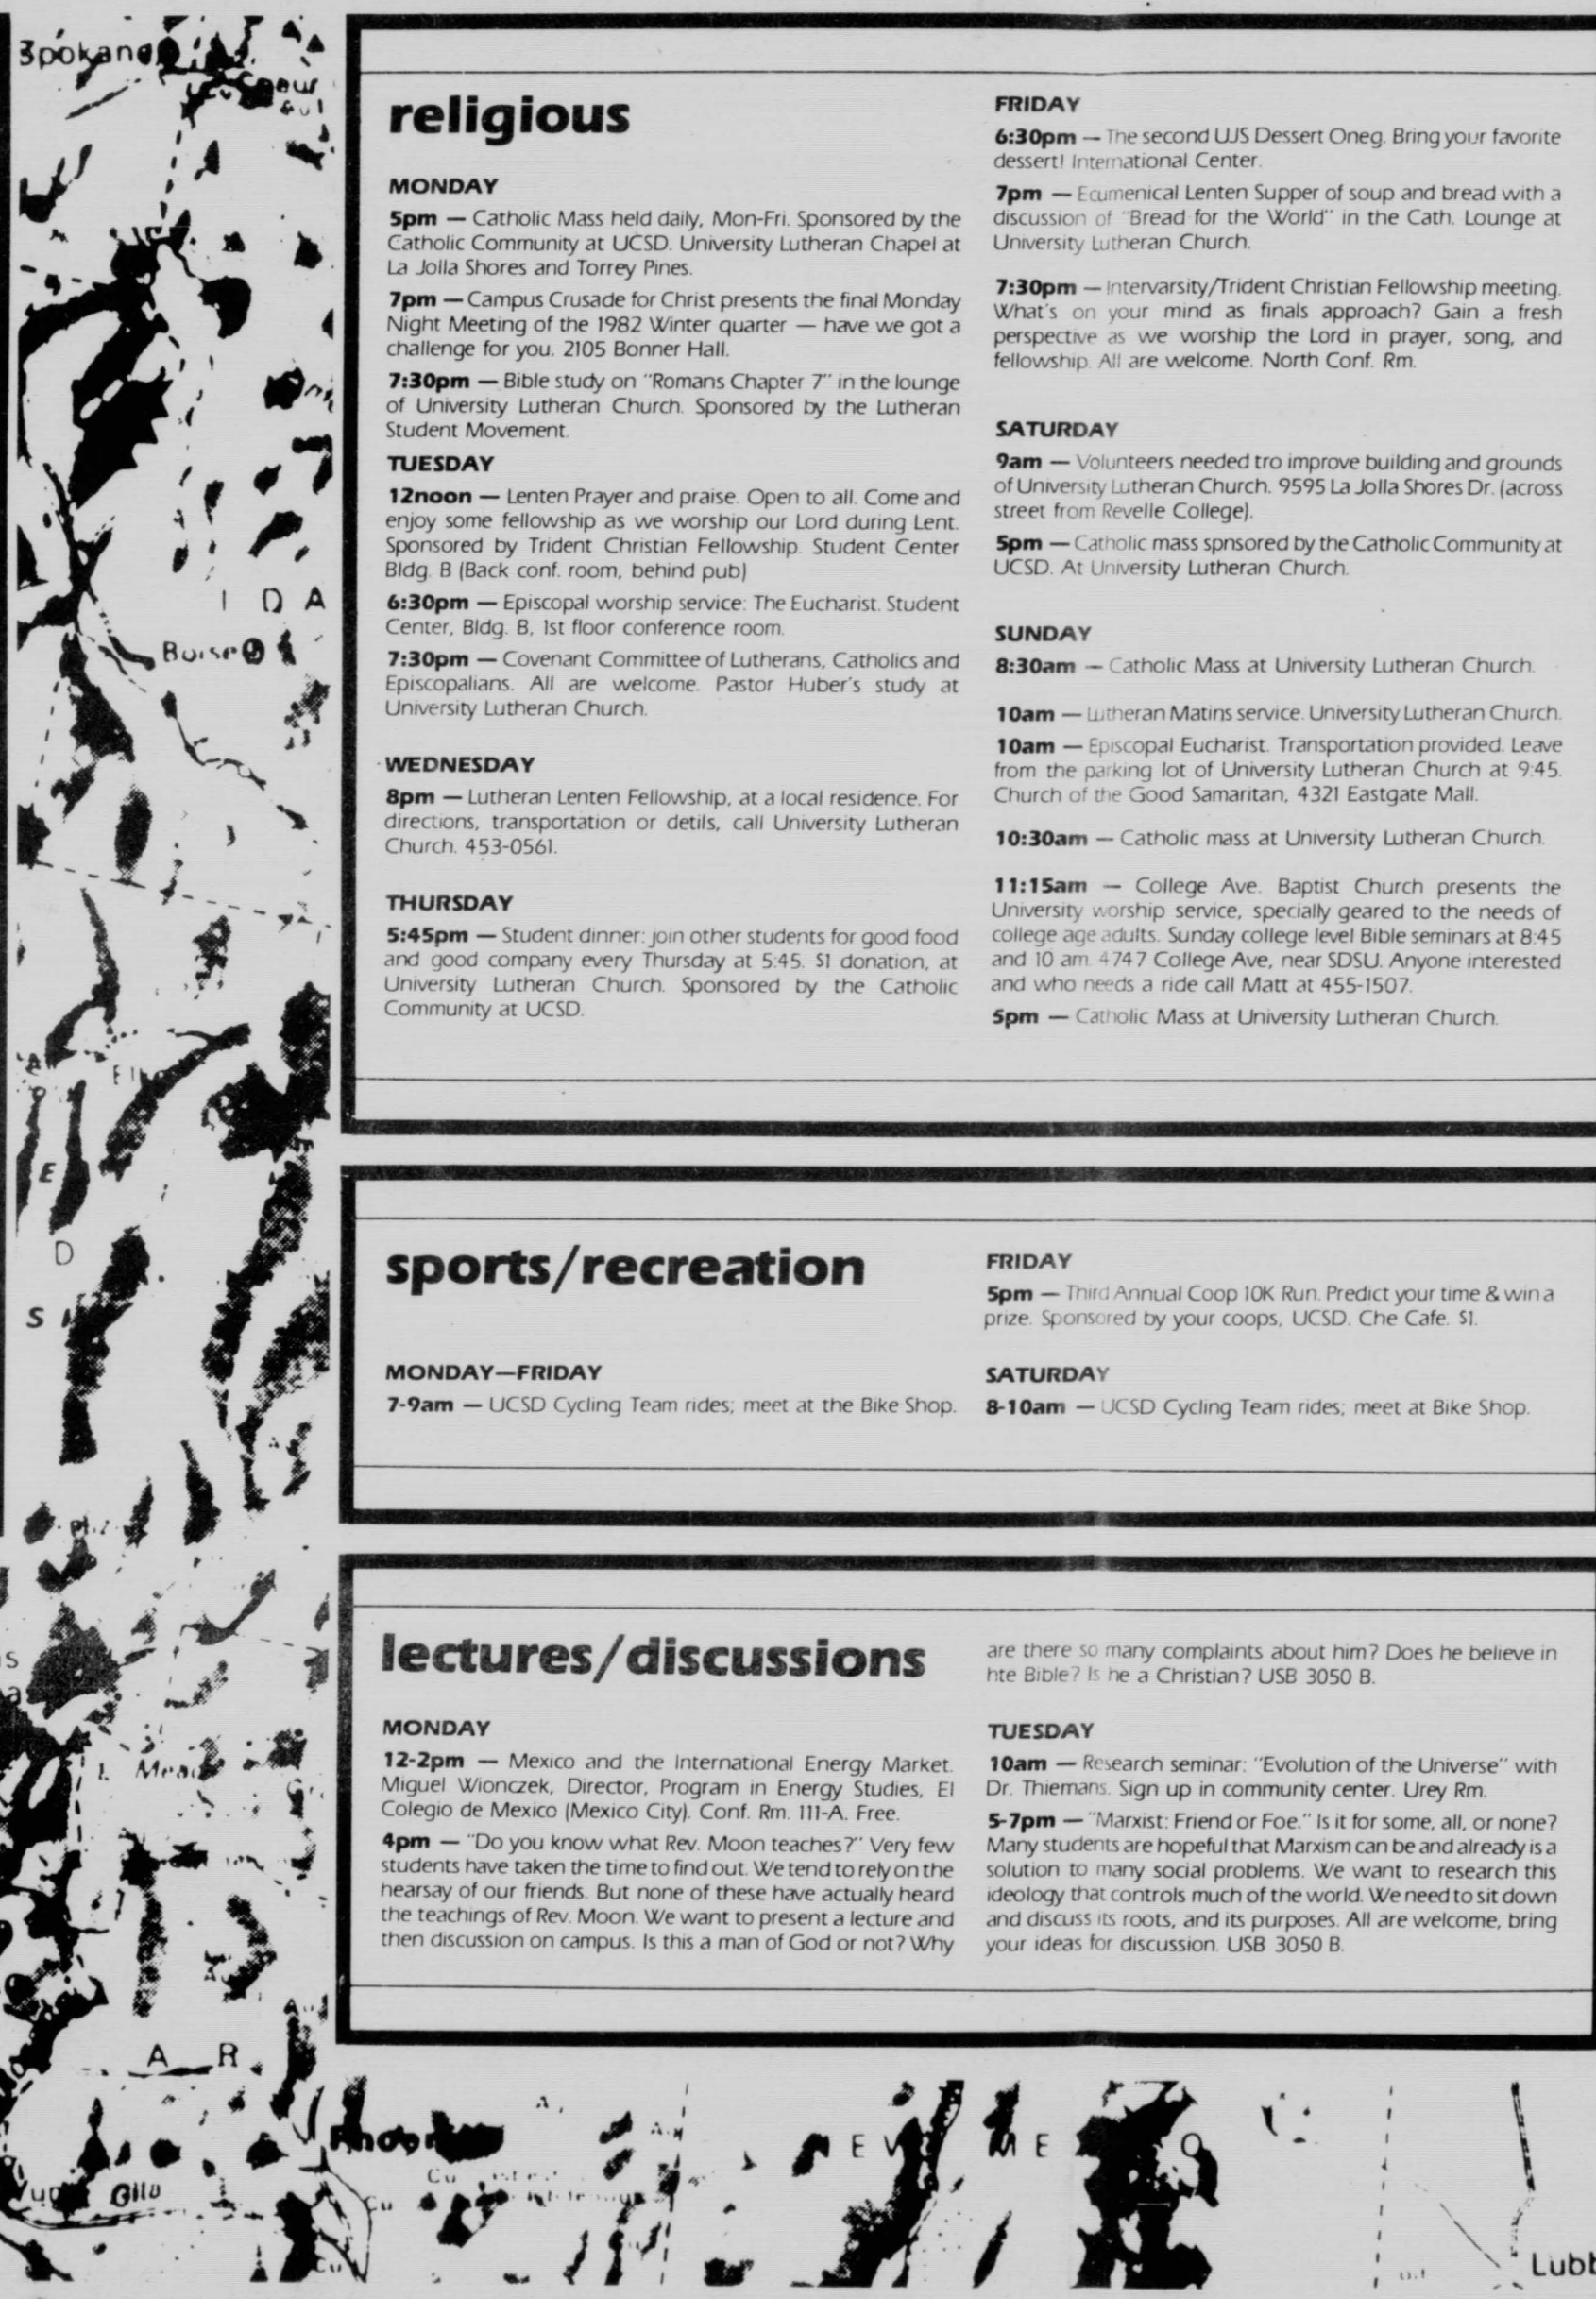 religious
MONDAY
5pm — Catholic Mass held daily, Mon-Fri. Sponsored by the
Catholic Community at UCSD. University Lutheran Chapel at
La Jolla Shores and Torrey Pines.
7pm — Campus Crusade for Christ presents the final Monday
Night Meeting of the 1982 Winter quarter — have we got a
challenge for you. 2105 Bonner Hall.
7:30pm — Bible study on "Romans Chapter 7" in the lounge
of University Lutheran Church. Sponsored by the Lutheran
Student Movement.
TUESDAY
12noon — Lenten Prayer and praise. Open to all. Come and
enjoy some fellowship as we worship our Lord during Lent.
Sponsored by Trident Christian Fellowship. Student Center
Bldg. B (Back conf. room, behind pub)
6:30pm — Episcopal worship service: The Eucharist. Student
Center, Bldg. B, 1st floor conference room.
7:30pm — Covenant Committee of Lutherans, Catholics and
Episcopalians. All are welcome. Pastor Huber's study at
University Lutheran Church.
WEDNESDAY
8pm — Lutheran Lenten Fellowship, at a local residence. For
directions, transportation or detils, call University Lutheran
Church. 453-0561.
THURSDAY
5:45pm — Student dinner: join other students for good food
and good company every Thursday at 5:45. $1 donation, at
University Lutheran Church. Sponsored by the Catholic
Community at UCSD.
FRIDAY
6:30pm — The second UJS Dessert Oneg. Bring your favorite
dessert! International Center.
7pm — Ecumenical Lenten Supper of soup and bread with a
discussion of "Bread for the World" in the Cath. Lounge at
University Lutheran Church.
7:30pm — Intervarsity/Trident Christian Fellowship meeting.
What's on your mind as finals approach? Gain a fresh
perspective as we worship the Lord in prayer, song, and
fellowship. All are welcome. North Conf. Rm.
SATURDAY
9am — Volunteers needed tro improve building and grounds
of University Lutheran Church. 9595 La Jolla Shores Dr. (across
street from Revelle College).
5pm — Catholic mass spnsored by the Catholic Community at
UCSD. At University Lutheran Church.
SUNDAY
8:30am — Catholic Mass at University Lutheran Church.
10am — Lutheran Matins service. University Lutheran Church.
10am — Episcopal Eucharist. Transportation provided. Leave
from the parking lot of University Lutheran Church at 9:45.
Church of the Good Samaritan, 4321 Eastgate Mall.
10:30am — Catholic mass at University Lutheran Church.
11:15am — College Ave. Baptist Church presents the
University worship service, specially geared to the needs of
college age adults. Sunday college level Bible seminars at 8:45
and 10 am. 4747 College Ave, near SDSU. Anyone interested
and who needs a ride call Matt at 455-1507.
5pm — Catholic Mass at University Lutheran Church.
sports/recreation
MONDAY—FRIDAY
7-9am — UCSD Cycling Team rides; meet at the Bike Shop.
FRIDAY
5pm — Third Annual Coop 10K Run. Predict your time & win a
prize. Sponsored by your coops, UCSD. Che Cafe. $1.
SATURDAY
8-10am — UCSD Cycling Team rides; meet at Bike Shop.
lectures/discussions
MONDAY
12-2pm — Mexico and the International Energy Market.
Miguel Wionczek, Director, Program in Energy Studies, El
Colegio de Mexico (Mexico City). Conf. Rm. 111-A. Free.
4pm — "Do you know what Rev. Moon teaches?" Very few
students have taken the time to find out. We tend to rely on the
hearsay of our friends. But none of these have actually heard
the teachings of Rev. Moon. We want to present a lecture and
then discussion on campus. Is this a man of God or not? Why
are there so many complaints about him? Does he believe in
hte Bible? Is he a Christian? USB 3050 B.
TUESDAY
10am — Research seminar: "Evolution of the Universe" with
Dr. Thiemans. Sign up in community center. Urey Rm.
5-7pm — "Marxist: Friend or Foe." Is it for some, all, or none?
Many students are hopeful that Marxism can be and already is a
solution to many social problems. We want to research this
ideology that controls much of the world. We need to sit down
and discuss its roots, and its purposes. All are welcome, bring
your ideas for discussion. USB 3050 B.
Spokane
I D A
Boise
E
D
S
Mead
A R
Gila
M E
Lubb